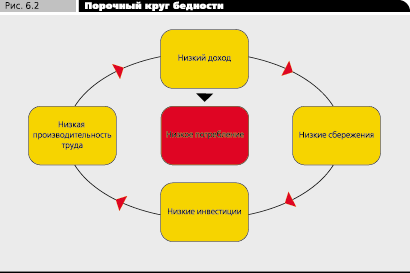 Рис. 6.2
Порочный круг бедности
Низкий доход
Низкая
производительность
труда
Низкие сбережения
Низкие инвестиции